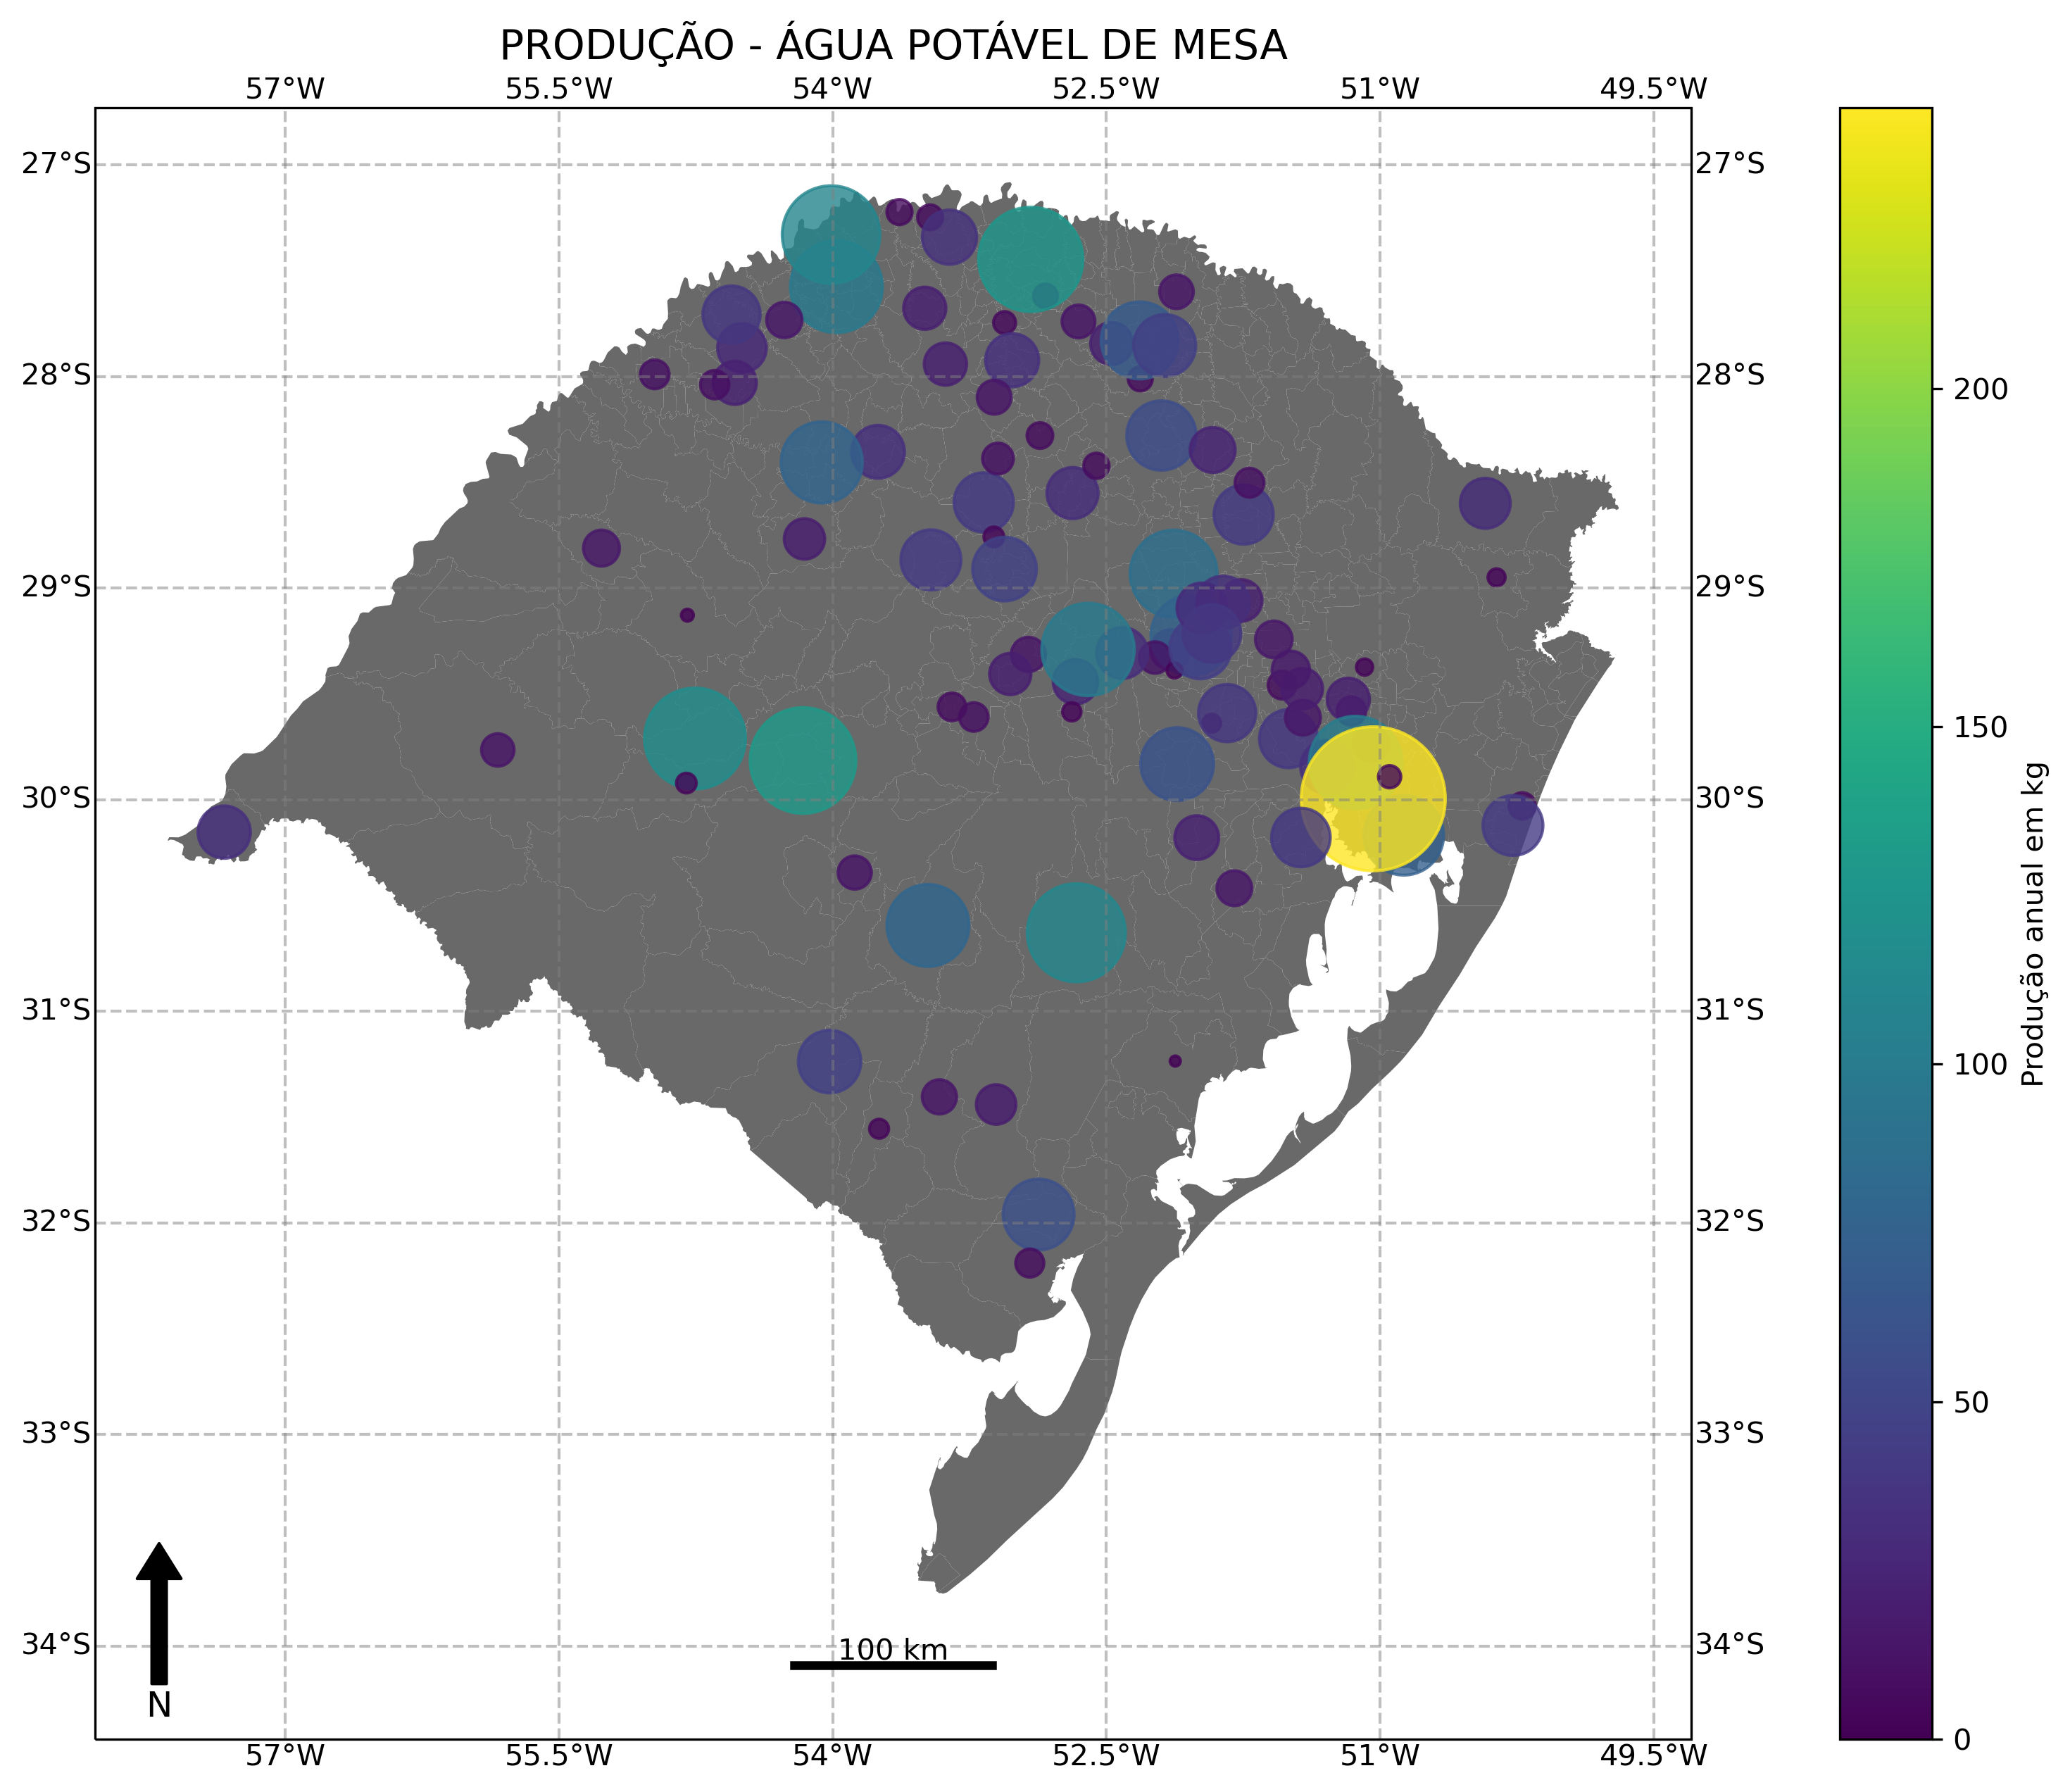 PRODUÇÃO - ÁGUA POTÁVEL DE MESA
57°W 55.5°W 54°W 52.5°W 51°W 49.5°W
27°S 27°S
28°S 28°S
200
29°S 29°S
150
30°S 30°S
Produção anual em kg
31°S 31°S
100
32°S 32°S
33°S 33°S
50
34°S 34°S
100 km
N
0
57°W 55.5°W 54°W 52.5°W 51°W 49.5°W